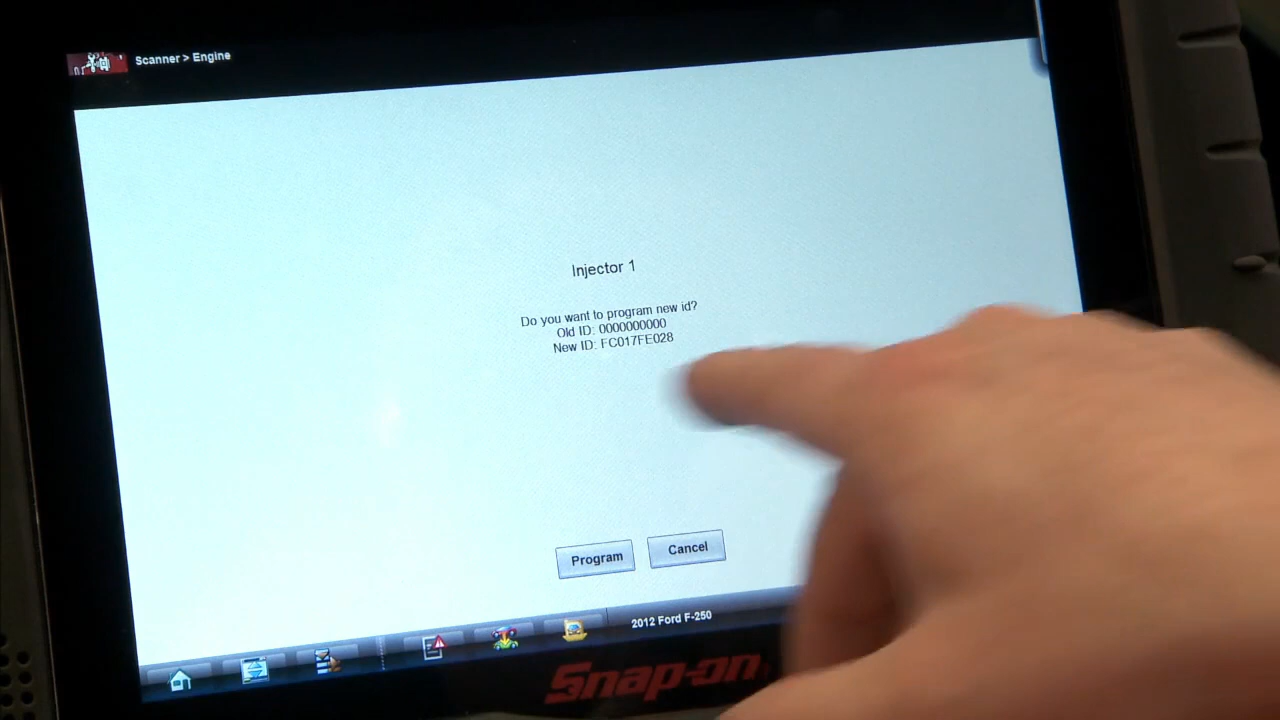 Scanner > Engine
Injector 1
Do you want to program new id?
Old ID: 0000000000
New ID: FC017FE028
Program
Cancel
2012 Ford F-250
Snap-on